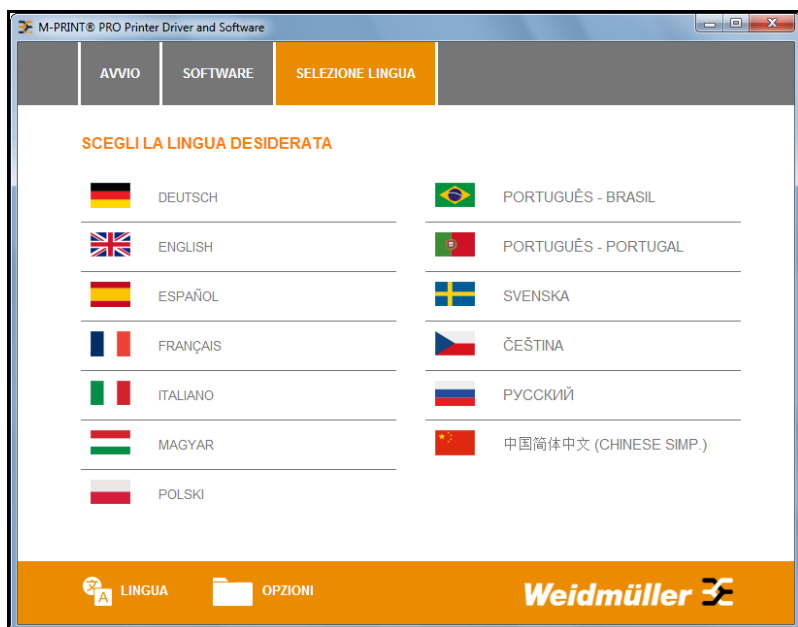 M-PRINT® PRO Printer Driver and Software
AVVIO
SOFTWARE
SELEZIONE LINGUA
SCEGLI LA LINGUA DESIDERATA
DEUTSCH
ENGLISH
ESPAÑOL
FRANÇAIS
ITALIANO
MAGYAR
POLSKI
PORTUGUÊS - BRASIL
PORTUGUÊS - PORTUGAL
SVENSKA
ČEŠTINA
РУССКИЙ
中国简体中文 (CHINESE SIMP.)
文A LINGUA
OPZIONI
Weidmüller